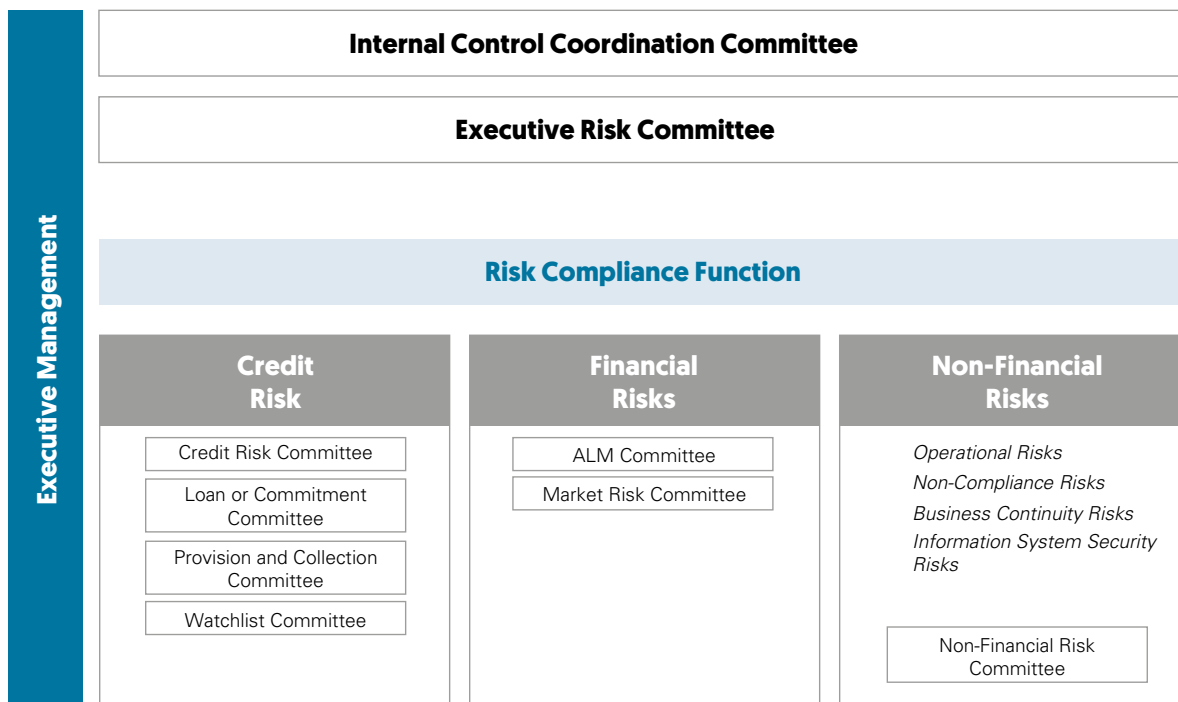 Executive Management
Internal Control Coordination Committee
Executive Risk Committee
Risk Compliance Function
Credit
Risk
Credit Risk Committee
Loan or Commitment
Committee
Provision and Collection
Committee
Watchlist Committee
Financial
Risks
ALM Committee
Market Risk Committee
Non-Financial
Risks
Operational Risks
Non-Compliance Risks
Business Continuity Risks
Information System Security
Risks
Non-Financial Risk
Committee